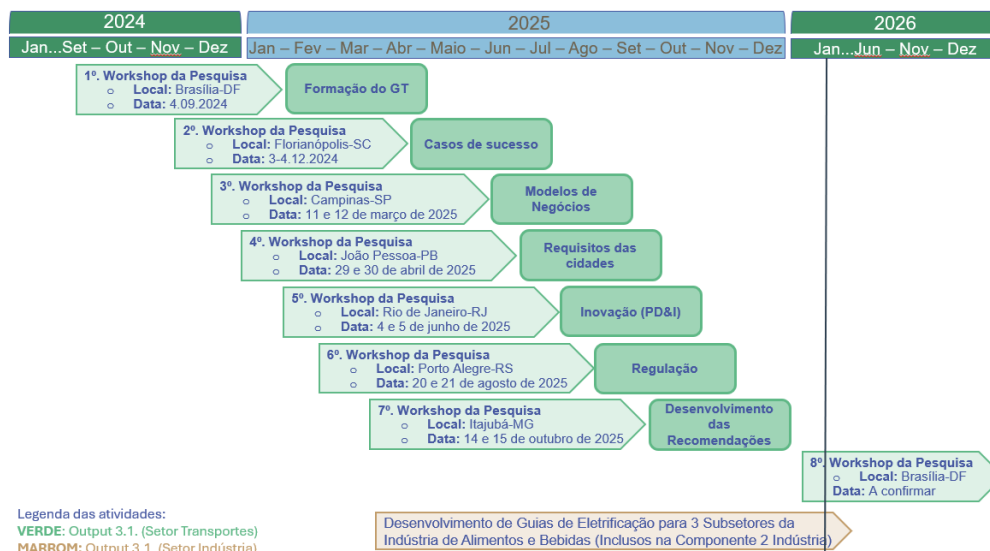 2024
2025
2026
Jan...Set – Out – Nov – Dez
Jan – Fev – Mar – Abr – Maio – Jun – Jul – Ago – Set – Out – Nov – Dez
Jan...Jun – Nov – Dez
1º. Workshop da Pesquisa
o Local: Brasília-DF
o Data: 4.09.2024
Formação do GT
2º. Workshop da Pesquisa
o Local: Florianópolis-SC
o Data: 3-4.12.2024
Casos de sucesso
3º. Workshop da Pesquisa
o Local: Campinas-SP
o Data: 11 e 12 de março de 2025
Modelos de
Negócios
4º. Workshop da Pesquisa
o Local: João Pessoa-PB
o Data: 29 e 30 de abril de 2025
Requisitos das
cidades
5º. Workshop da Pesquisa
o Local: Rio de Janeiro-RJ
o Data: 4 e 5 de junho de 2025
Inovação (PD&I)
6º. Workshop da Pesquisa
o Local: Porto Alegre-RS
o Data: 20 e 21 de agosto de 2025
Regulação
7º. Workshop da Pesquisa
o Local: Itajubá-MG
o Data: 14 e 15 de outubro de 2025
Desenvolvimento
das
Recomendações
8º. Workshop da Pesquisa
o Local: Brasília-DF
Data: A confirmar
Legenda das atividades:
VERDE: Output 3.1. (Setor Transportes)
MARROM: Output 3.1. (Setor Indústria)
Desenvolvimento de Guias de Eletrificação para 3 Subsetores da
Indústria de Alimentos e Bebidas (Inclusos na Componente 2 Indústria)